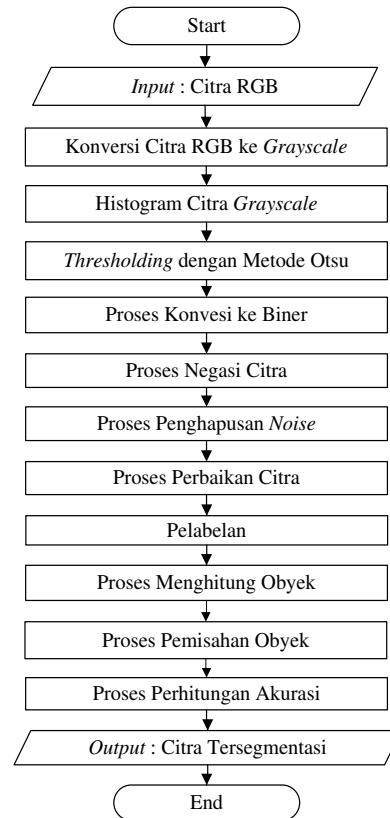 Start
Input : Citra RGB
Konversi Citra RGB ke Grayscale
Histogram Citra Grayscale
Thresholding dengan Metode Otsu
Proses Konvesi ke Biner
Proses Negasi Citra
Proses Penghapusan Noise
Proses Perbaikan Citra
Pelabelan
Proses Menghitung Obyek
Proses Pemisahan Obyek
Proses Perhitungan Akurasi
Output : Citra Tersegmentasi
End